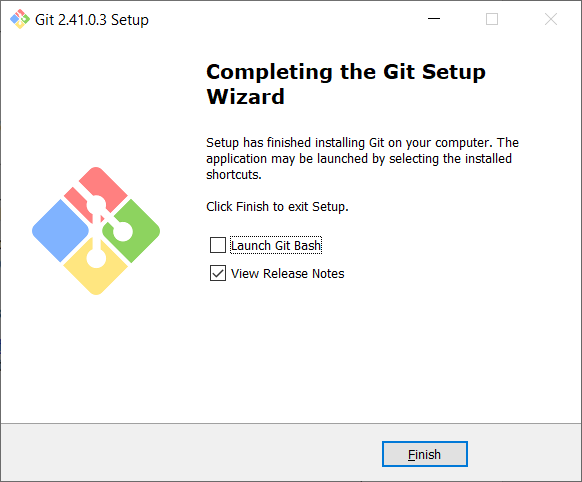 Git 2.41.0.3 Setup
Completing the Git Setup
Wizard
Setup has finished installing Git on your computer. The
application may be launched by selecting the installed
shortcuts.
Click Finish to exit Setup.
Launch Git Bash
View Release Notes
Finish